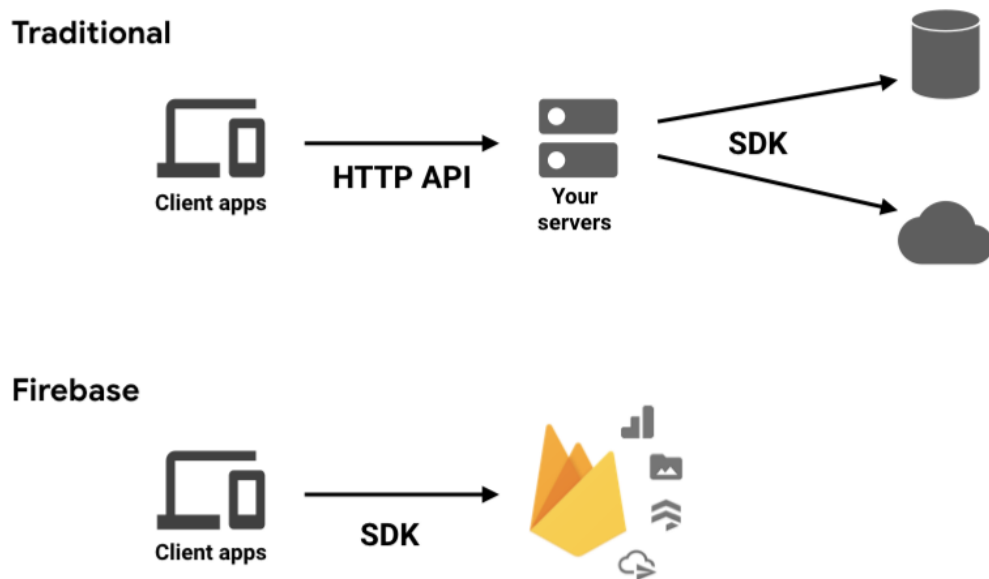 Traditional
Client apps
HTTP API
Your
servers
SDK
Firebase
Client apps
SDK